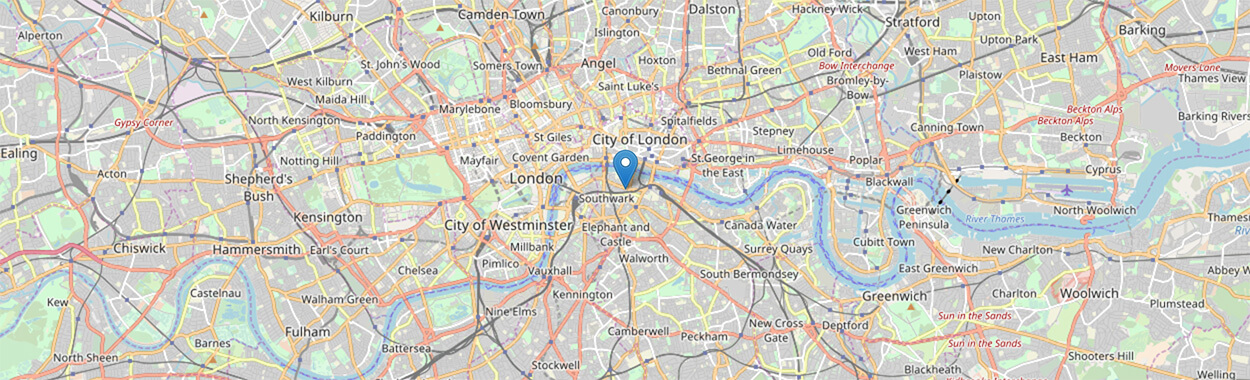 Kilburn
Camden Town
Canonbury
Dalston
Hackney Wick
Stratford
Upton
Barking
Alperton
Islington
Upton Park
St. John's Wood
Somers Town
Angel
Hoxton
Old Ford
Bow Interchange
West Ham
East Ham
Movers Lane
West Kilburn
Bethnal Green
Bromley-by-
Bow
Plaistow
Thames View
Maida Hill
Bloomsbury
Saint Luke's
Marylebone
Beckton Alps
Beckton Alps
Gypsy Corner
North Kensington
Paddington
St Giles
City of London
Spitalfields
Stepney
Canning Town
Beckton
Barking Rivers
Ealing
Notting Hill
Mayfair
Covent Garden
St.George in
the East
Limehouse
Poplar
Cyprus
Acton
Shepherd's
Bush
London
Blackwall
Southwark
Greenwich
Peninsula
River Thames
North Woolwich
Kensington
City of Westminster
Elephant and
Castle
Canada Water
Thames
Riv
Chiswick
Hammersmith
Earl's Court
Millbank
Walworth
Surrey Quays
Cubitt Town
New Charlton
Chelsea
Pimlico
Vauxhall
South Bermondsey
East Greenwich
Abbey W
Kew
Castelnau
Walham Green
Kennington
Greenwich
Charlton
Woolwich
Plumstead
Nine Elms
Sun in the Sands
Fulham
Camberwell
Peckham
New Cross
Gate
Deptford
Barnes
Battersea
Sun in the Sands
North Sheen
Stockwell
Blackheath
Shooters Hill
Welling